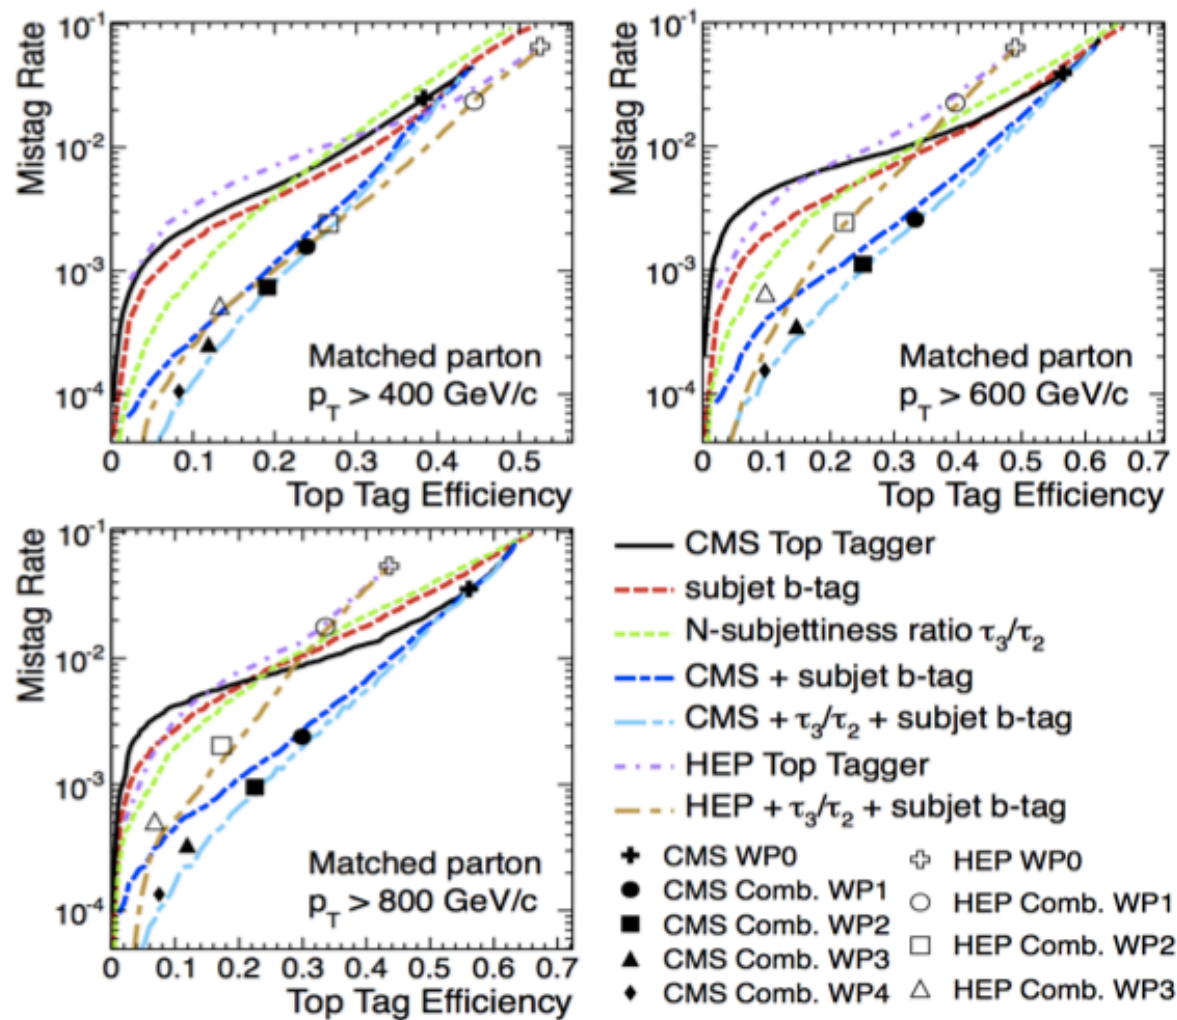 Mistag Rate
10⁻¹
10⁻²
10⁻³
10⁻⁴
Matched parton
p_T > 400 GeV/c
0 0.1 0.2 0.3 0.4 0.5
Top Tag Efficiency
Mistag Rate
10⁻¹
10⁻²
10⁻³
10⁻⁴
Matched parton
p_T > 600 GeV/c
0 0.1 0.2 0.3 0.4 0.5 0.6 0.7
Top Tag Efficiency
Mistag Rate
10⁻¹
10⁻²
10⁻³
10⁻⁴
Matched parton
p_T > 800 GeV/c
0 0.1 0.2 0.3 0.4 0.5 0.6 0.7
Top Tag Efficiency
CMS Top Tagger
subjet b-tag
N-subjettiness ratio τ₃/τ₂
CMS + subjet b-tag
CMS + τ₃/τ₂ + subjet b-tag
HEP Top Tagger
HEP + τ₃/τ₂ + subjet b-tag
CMS WP0
CMS Comb. WP1
CMS Comb. WP2
CMS Comb. WP3
CMS Comb. WP4
HEP WP0
HEP Comb. WP1
HEP Comb. WP2
HEP Comb. WP3